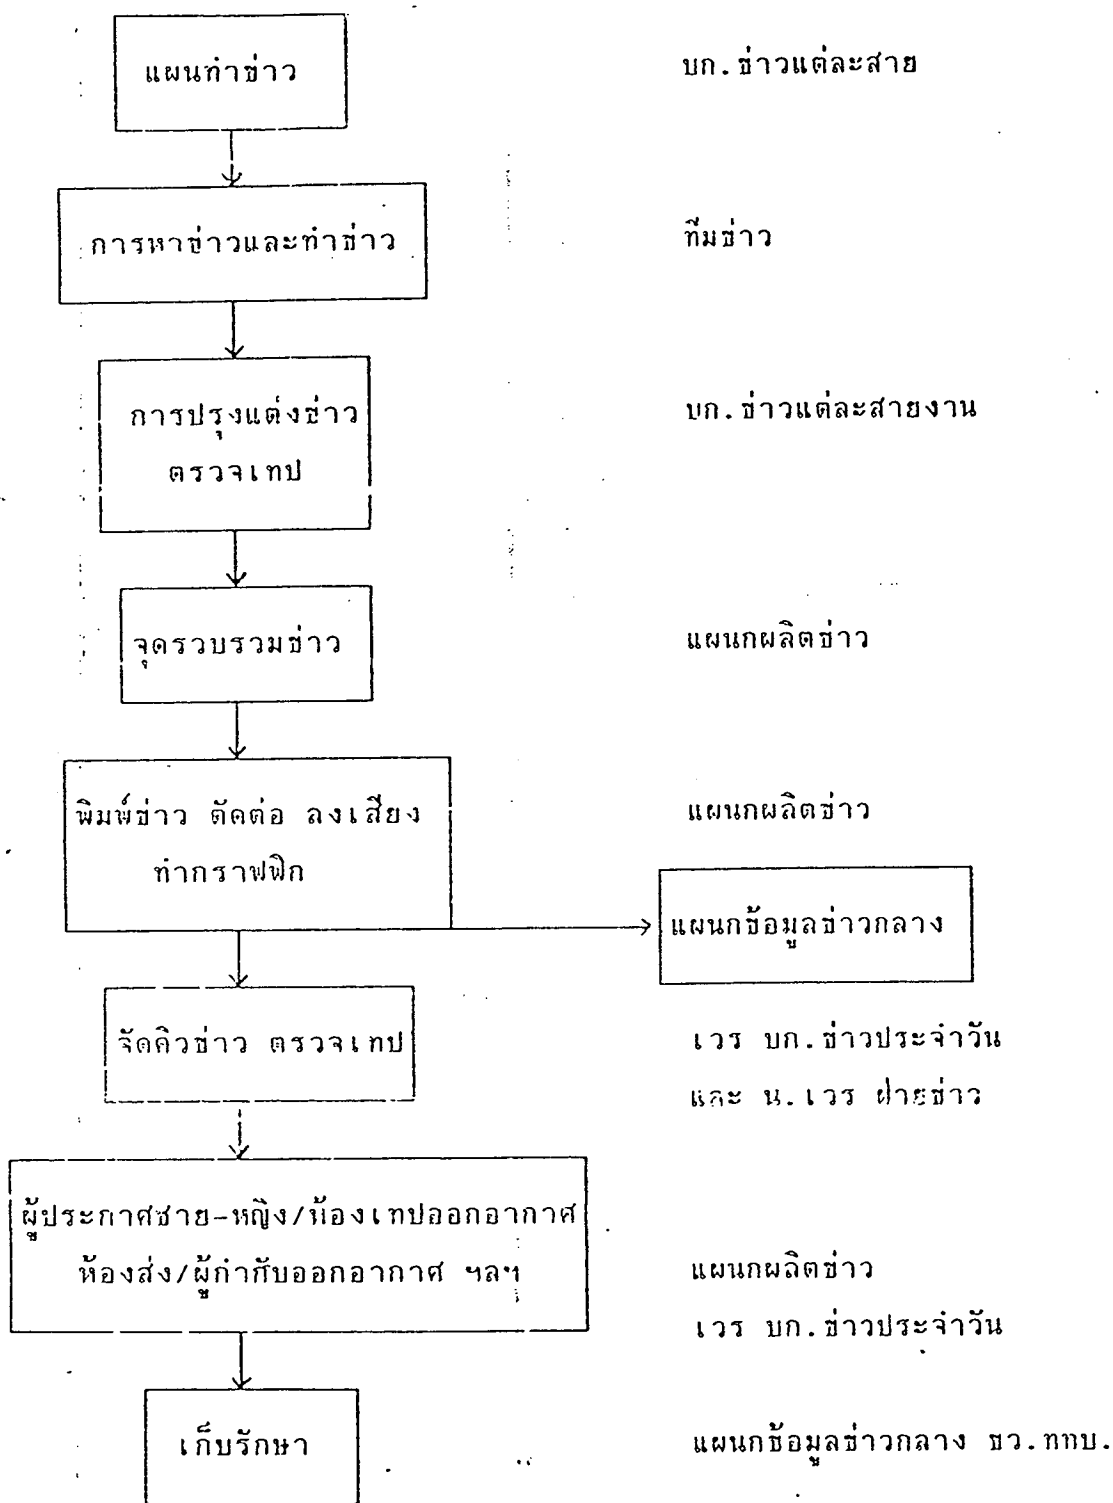 แผนทำข่าว
บก.ข่าวแต่ละสาย
การหาข่าวและทำข่าว
ทีมข่าว
การปรุงแต่งข่าว
ตรวจเทป
บก.ข่าวแต่ละสายงาน
จุดรวบรวมข่าว
แผนกผลิตข่าว
พิมพ์ข่าว ตัดต่อ ลงเสียง
ทำกราฟฟิก
แผนกผลิตข่าว
แผนกข้อมูลข่าวกลาง
จัดคิวข่าว ตรวจเทป
เวร บก.ข่าวประจำวัน
และ น.เวร ฝ่ายข่าว
ผู้ประกาศชาย-หญิง/ห้องเทปออกอากาศ
ห้องส่ง/ผู้กำกับออกอากาศ ฯลฯ
แผนกผลิตข่าว
เวร บก.ข่าวประจำวัน
เก็บรักษา
แผนกข้อมูลข่าวกลาง ขว.ททบ.